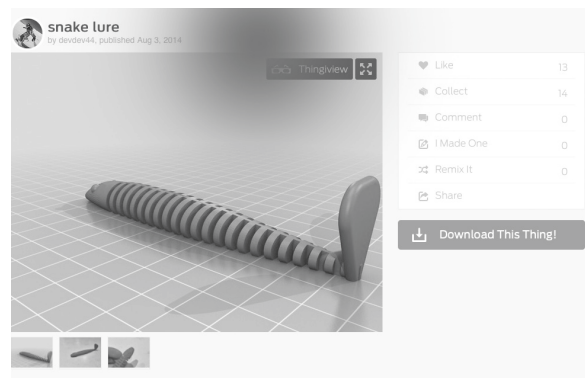 snake lure
by devdev44, published Aug 3, 2014
Thingiview
Like 13
Collect 14
Comment 0
I Made One 0
Remix It 0
Share
Download This Thing!